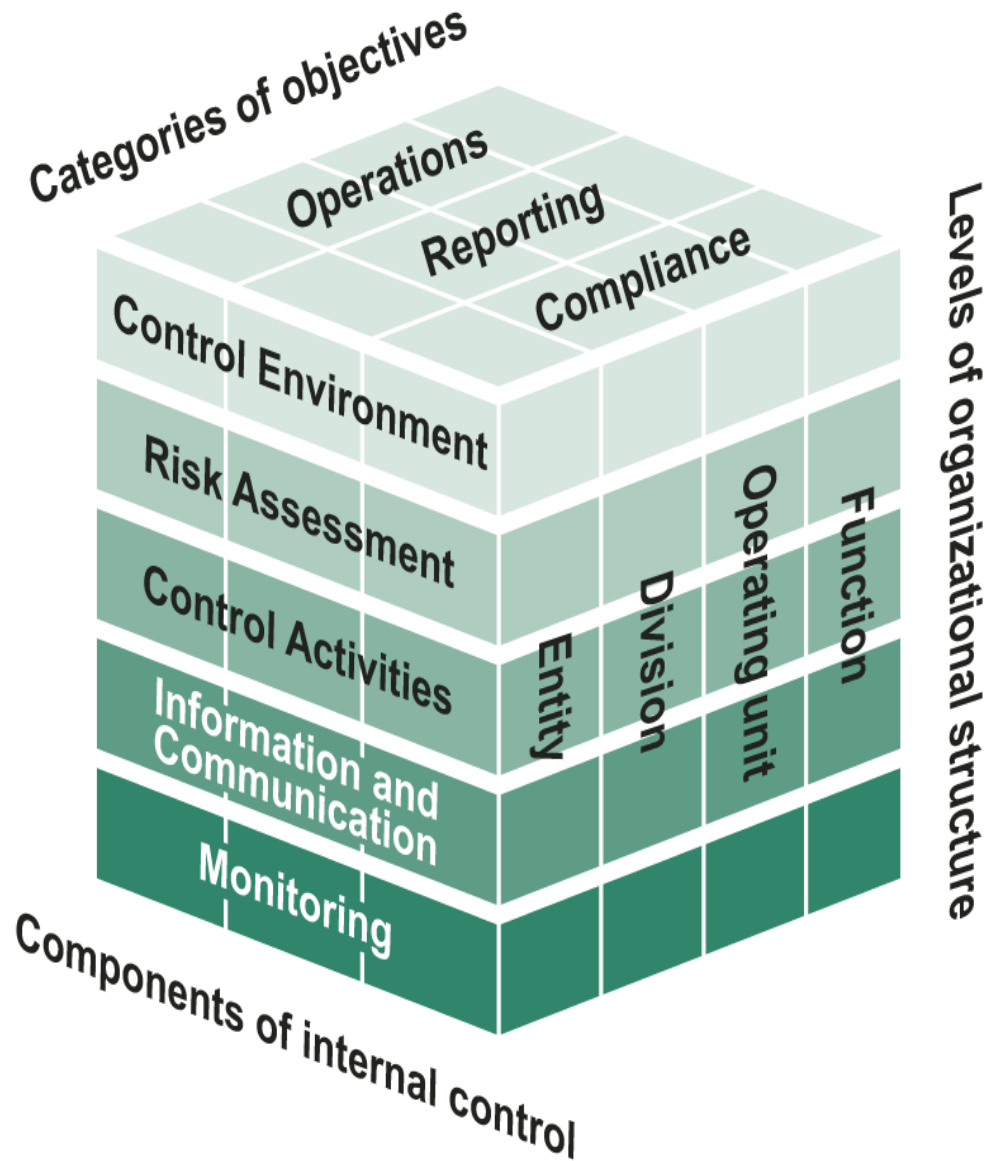 Categories of objectives
Operations
Reporting
Compliance
Control Environment
Risk Assessment
Control Activities
Information and
Communication
Monitoring
Components of internal control
Entity
Division
Operating unit
Function
Levels of organizational structure